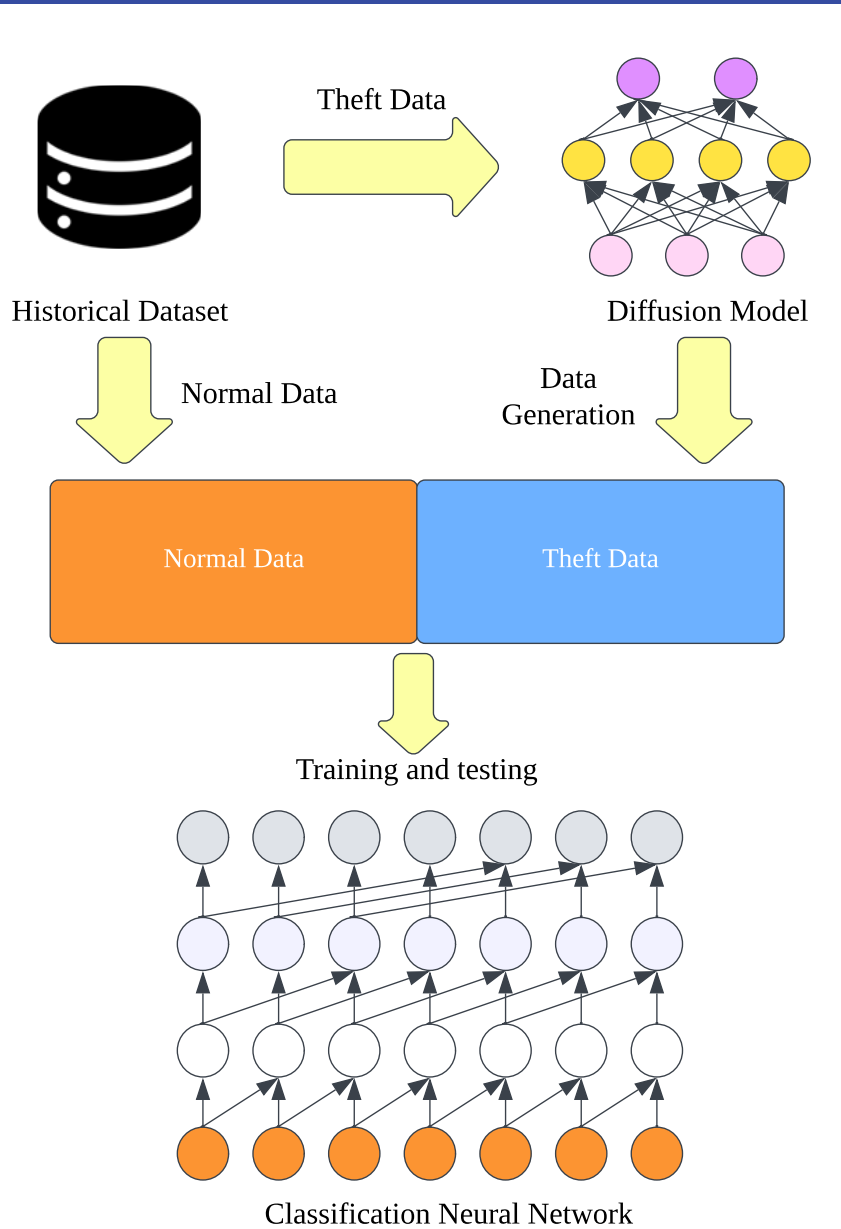 Theft Data
Historical Dataset
Diffusion Model
Normal Data
Data
Generation
Normal Data
Theft Data
Training and testing
Classification Neural Network